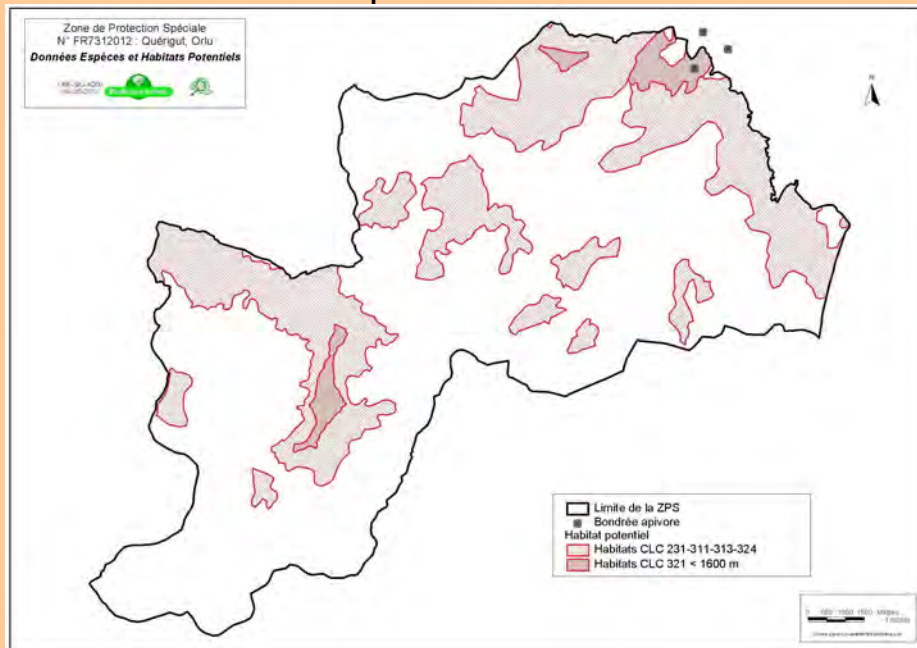 Zone de Protection Spéciale
N° FR7312012 : Quérigut, Orlu
Données Espèces et Habitats Potentiels
N
Limite de la ZPS
Bondrée apivore
Habitat potentiel
Habitats CLC 231-311-313-324
Habitats CLC 321 < 1600 m
0